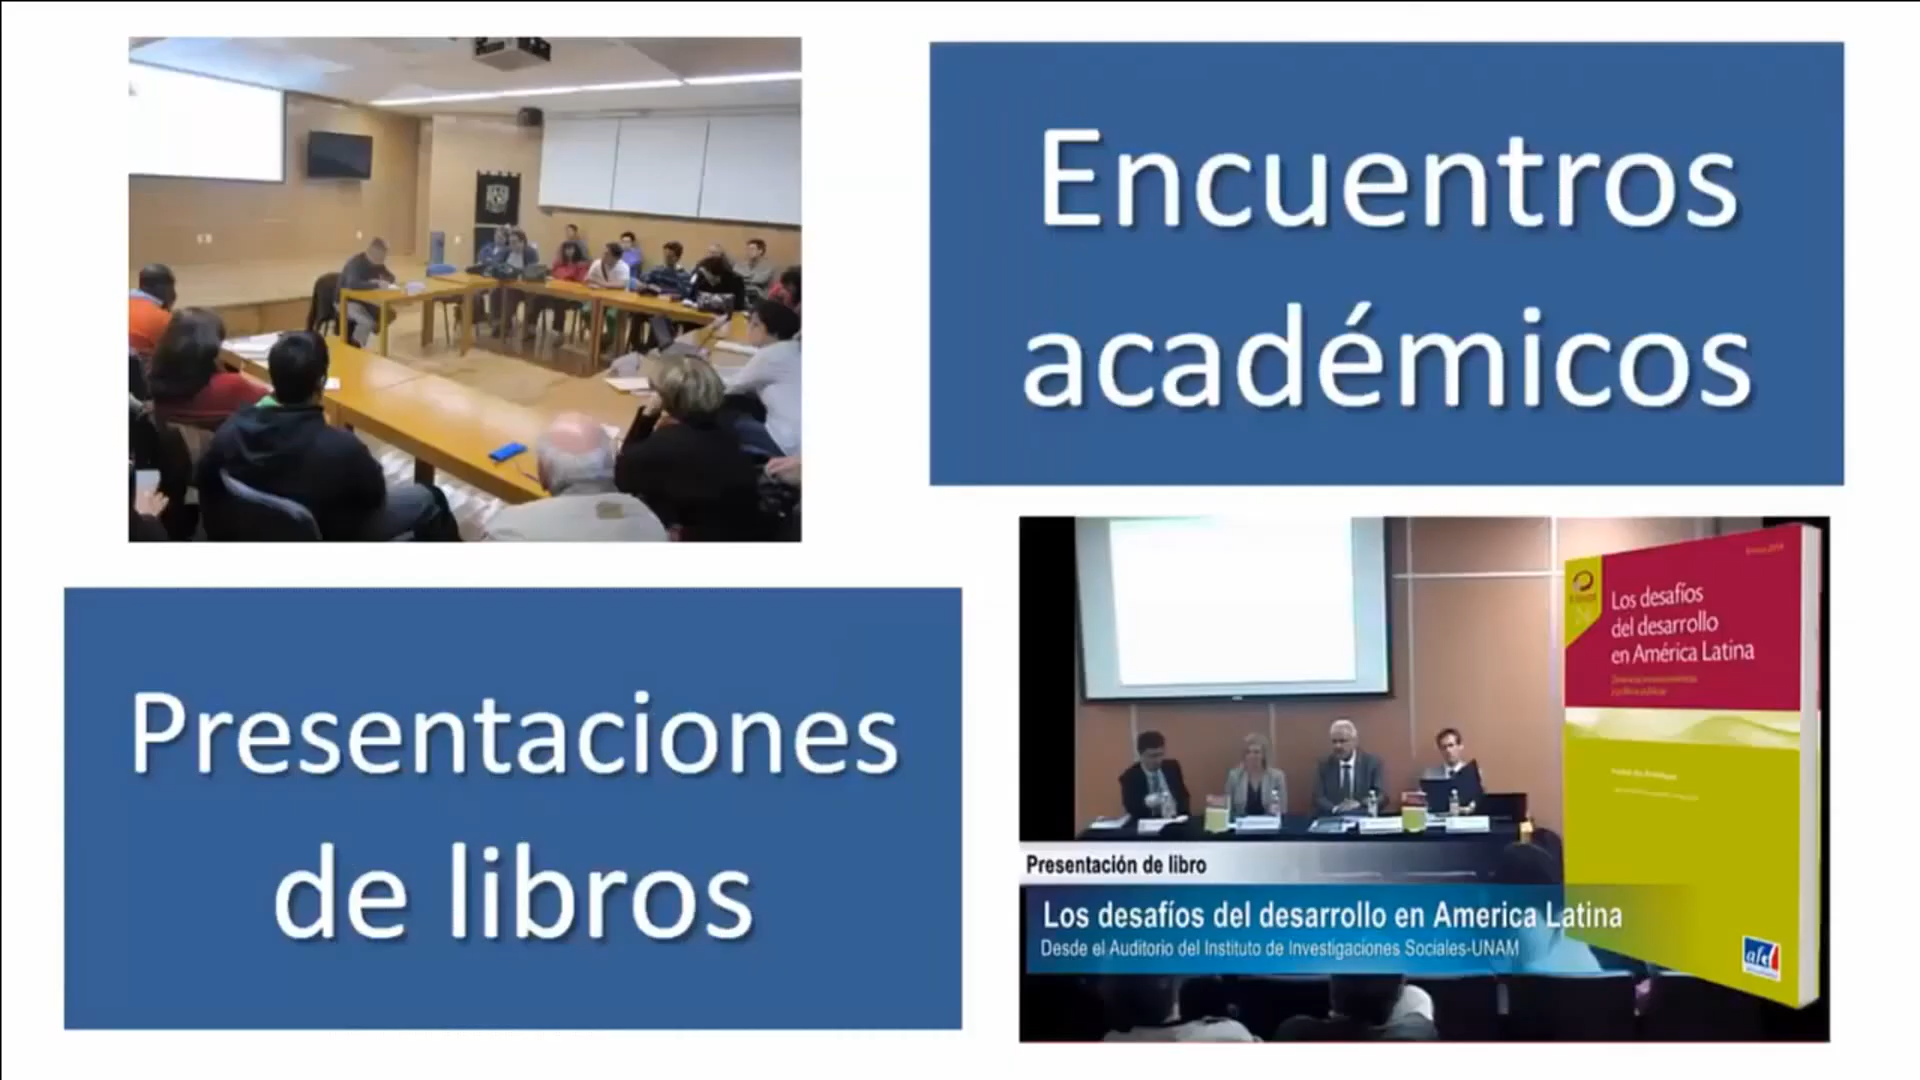 Encuentros
académicos
Presentaciones
de libros
Los desafíos
del desarrollo
en América Latina
Presentación de libro
Los desafíos del desarrollo en America Latina
Desde el Auditorio del Instituto de Investigaciones Sociales-UNAM
afd